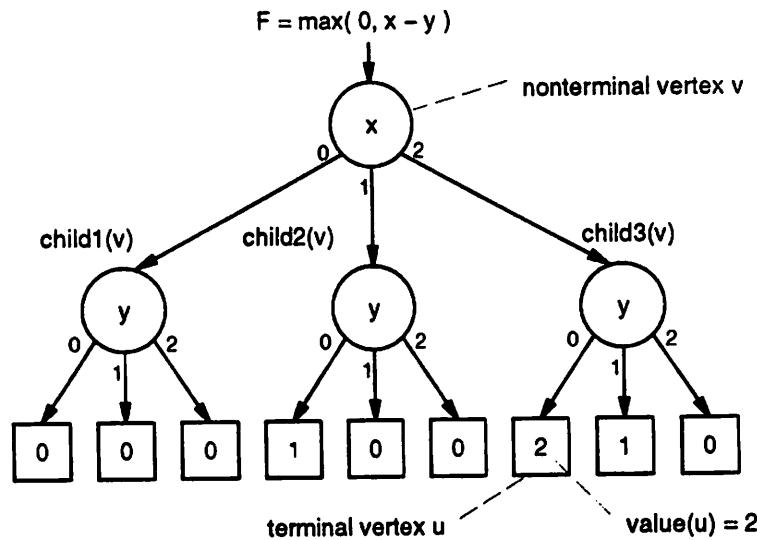 F = max( 0, x – y )
nonterminal vertex v
x
0
1
2
child1(v)
child2(v)
child3(v)
y
y
y
0
1
2
0
1
2
0
1
2
0
0
0
1
0
0
2
1
0
terminal vertex u
value(u) = 2